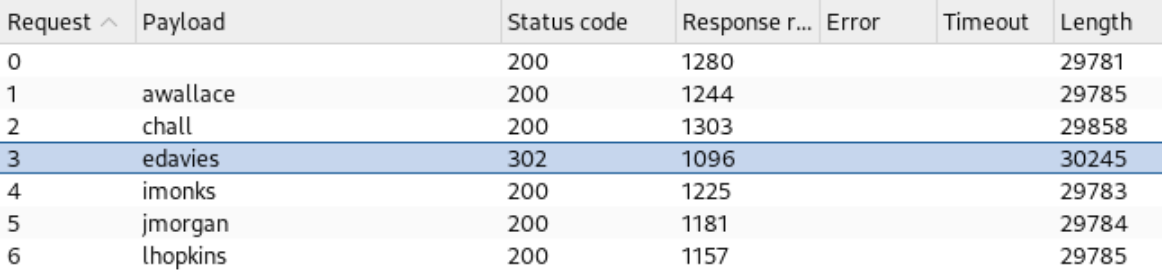 Request Payload Status code Response r... Error Timeout Length
0 200 1280 29781
1 awallace 200 1244 29785
2 chall 200 1303 29858
3 edavies 302 1096 30245
4 imonks 200 1225 29783
5 jmorgan 200 1181 29784
6 lhopkins 200 1157 29785